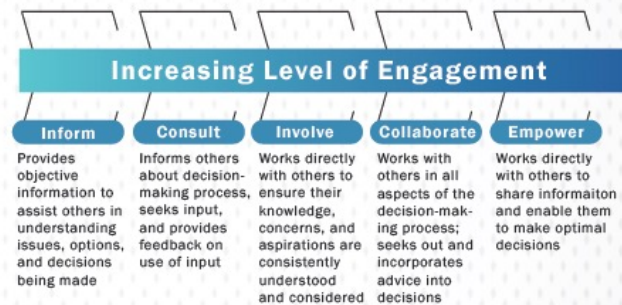 Increasing Level of Engagement
Inform
Provides
objective
information to
assist others in
understanding
issues, options,
and decisions
being made
Consult
Informs others
about decision-
making process,
seeks input,
and provides
feedback on
use of input
Involve
Works directly
with others to
ensure their
knowledge,
concerns, and
aspirations are
consistently
understood
and considered
Collaborate
Works with
others in all
aspects of the
decision-mak-
ing process;
seeks out and
incorporates
advice into
decisions
Empower
Works directly
with others to
share informaiton
and enable them
to make optimal
decisions